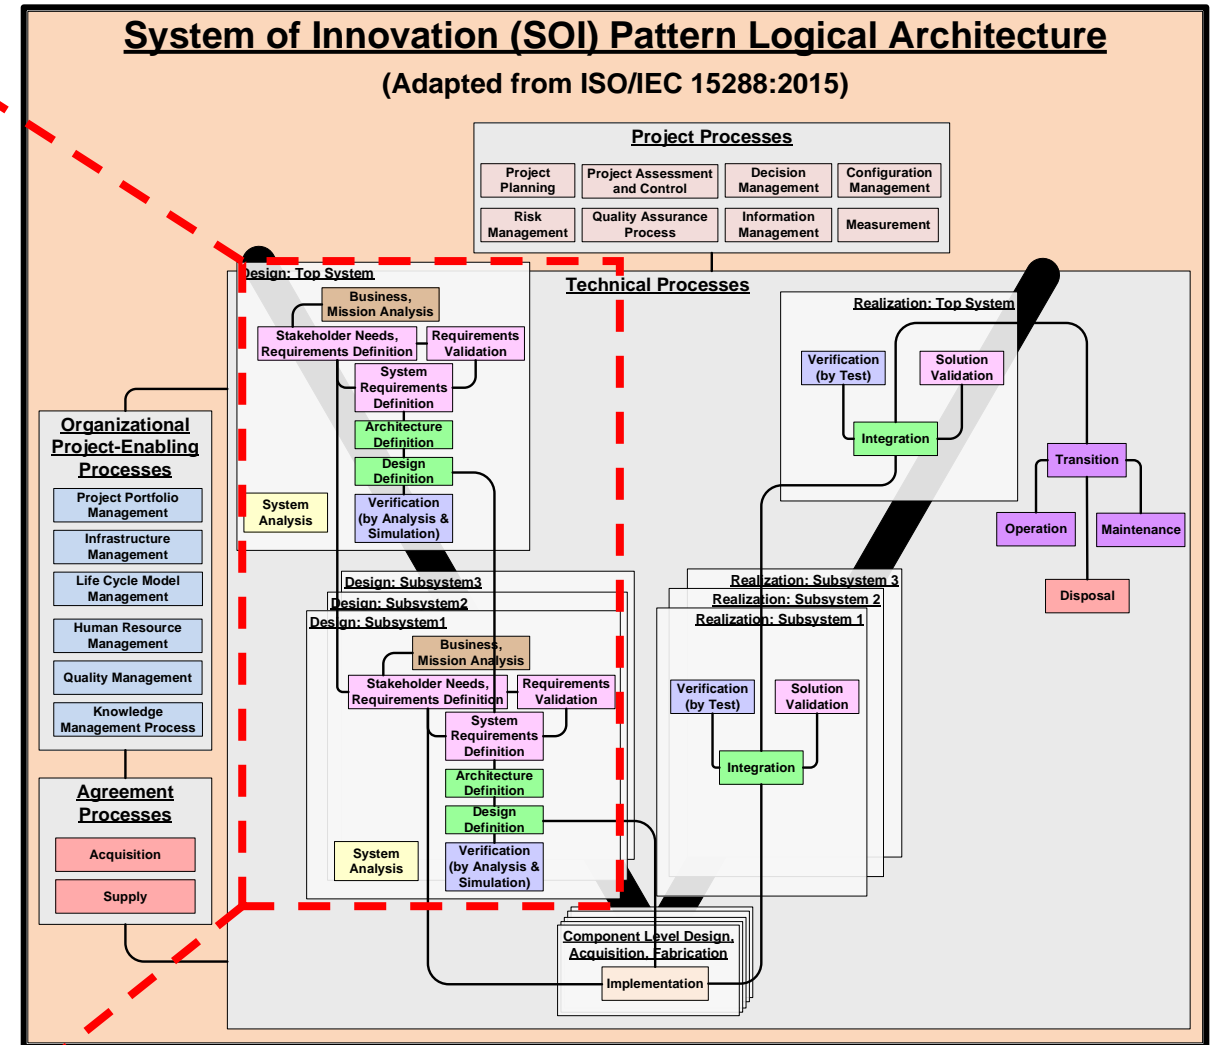 System of Innovation (SOI) Pattern Logical Architecture
(Adapted from ISO/IEC 15288:2015)
Project Processes
Project
Planning
Project Assessment
and Control
Decision
Management
Configuration
Management
Risk
Management
Quality Assurance
Process
Information
Management
Measurement
Technical Processes
Design: Top System
Business,
Mission Analysis
Stakeholder Needs,
Requirements Definition
Requirements
Validation
System
Requirements
Definition
Architecture
Definition
Design
Definition
Verification
(by Analysis &
Simulation)
System
Analysis
Realization: Top System
Verification
(by Test)
Solution
Validation
Integration
Transition
Operation
Maintenance
Disposal
Organizational
Project-Enabling
Processes
Project Portfolio
Management
Infrastructure
Management
Life Cycle Model
Management
Human Resource
Management
Quality Management
Knowledge
Management Process
Agreement
Processes
Acquisition
Supply
Design: Subsystem3
Design: Subsystem2
Design: Subsystem1
Business,
Mission Analysis
Stakeholder Needs,
Requirements Definition
Requirements
Validation
System
Requirements
Definition
Architecture
Definition
Design
Definition
Verification
(by Analysis &
Simulation)
System
Analysis
Realization: Subsystem 3
Realization: Subsystem 2
Realization: Subsystem 1
Verification
(by Test)
Solution
Validation
Integration
Component Level Design,
Acquisition, Fabrication
Implementation